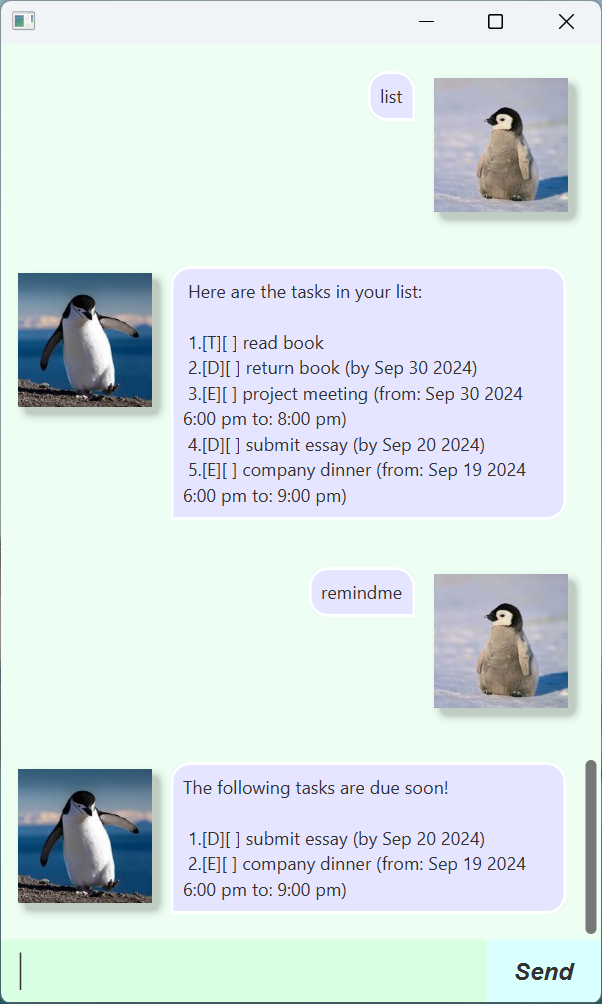 list
Here are the tasks in your list:
1.[T][ ] read book
2.[D][ ] return book (by Sep 30 2024)
3.[E][ ] project meeting (from: Sep 30 2024
6:00 pm to: 8:00 pm)
4.[D][ ] submit essay (by Sep 20 2024)
5.[E][ ] company dinner (from: Sep 19 2024
6:00 pm to: 9:00 pm)
remindme
The following tasks are due soon!
1.[D][ ] submit essay (by Sep 20 2024)
2.[E][ ] company dinner (from: Sep 19 2024
6:00 pm to: 9:00 pm)
Send